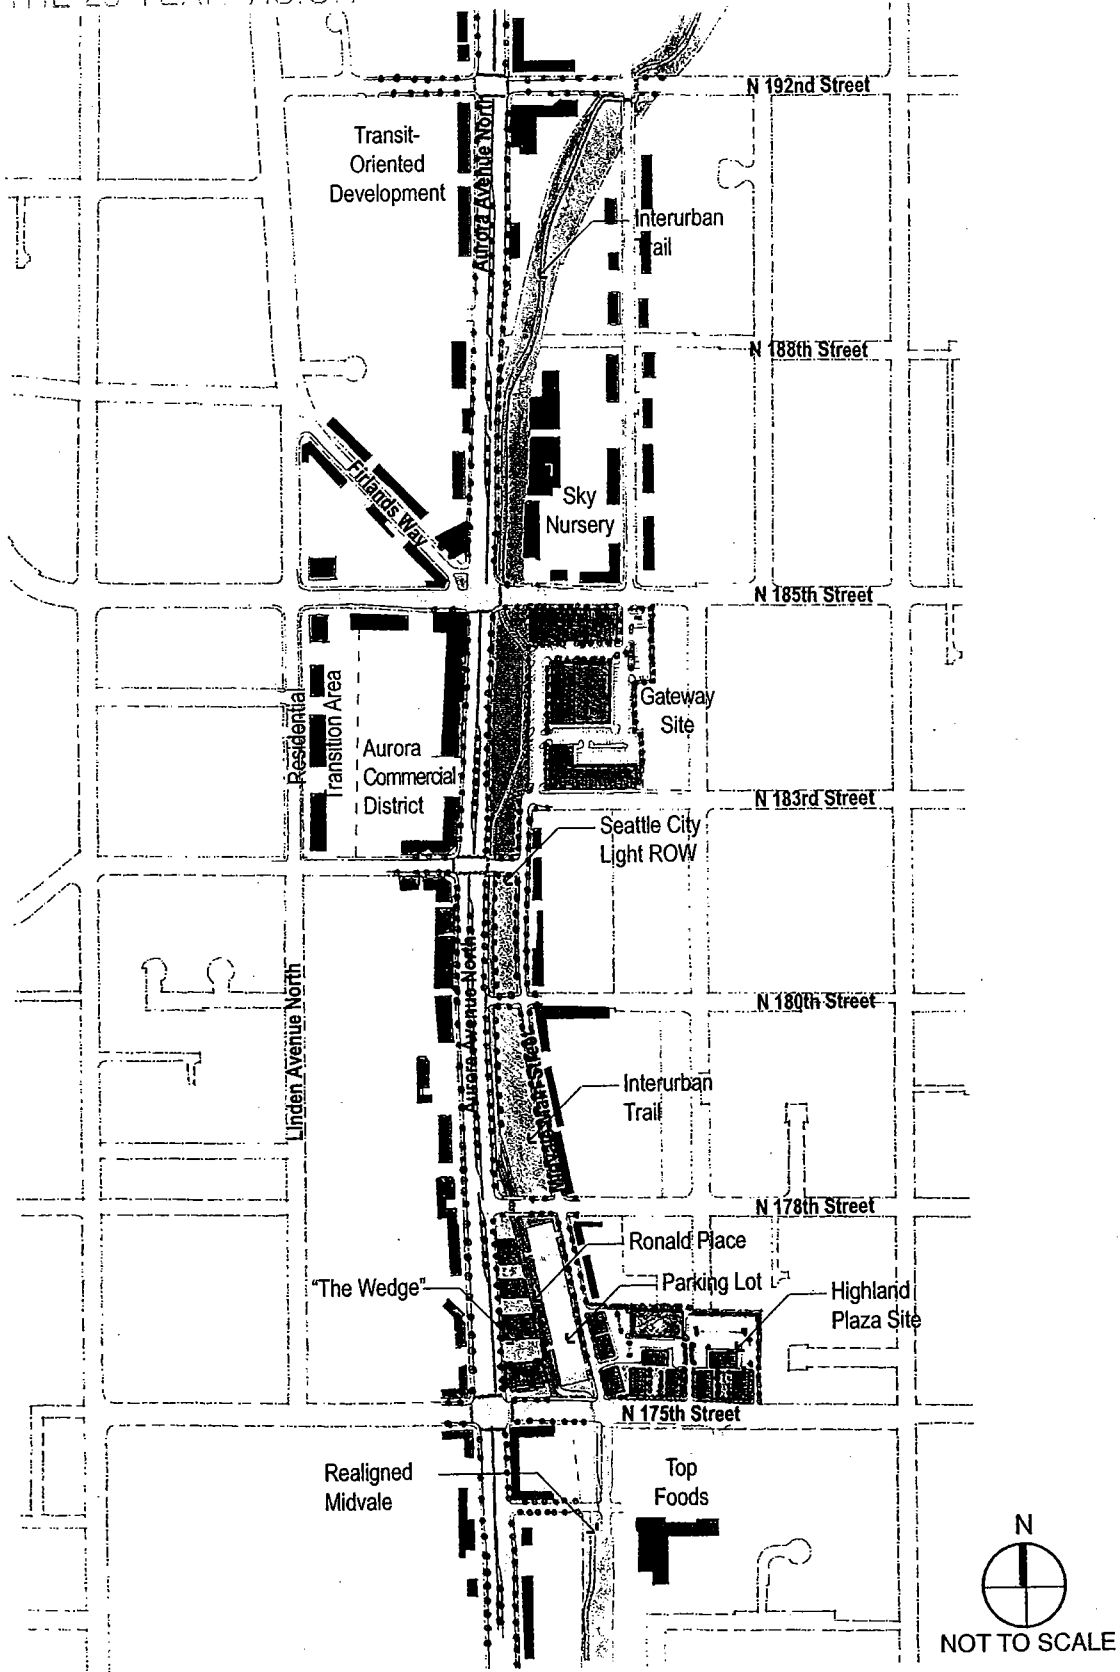 N 192nd Street
Transit-
Oriented
Development
Aurora Avenue North
Interurban
Trail
N 188th Street
Firlands Way
Sky
Nursery
N 185th Street
Residential
Transition Area
Gateway
Site
Aurora
Commercial
District
N 183rd Street
Seattle City
Light ROW
Linden Avenue North
Aurora Avenue North
N 180th Street
Interurban
Trail
N 178th Street
Ronald Place
"The Wedge"
Parking Lot
Highland
Plaza Site
N 175th Street
Realigned
Midvale
Top
Foods
N
NOT TO SCALE